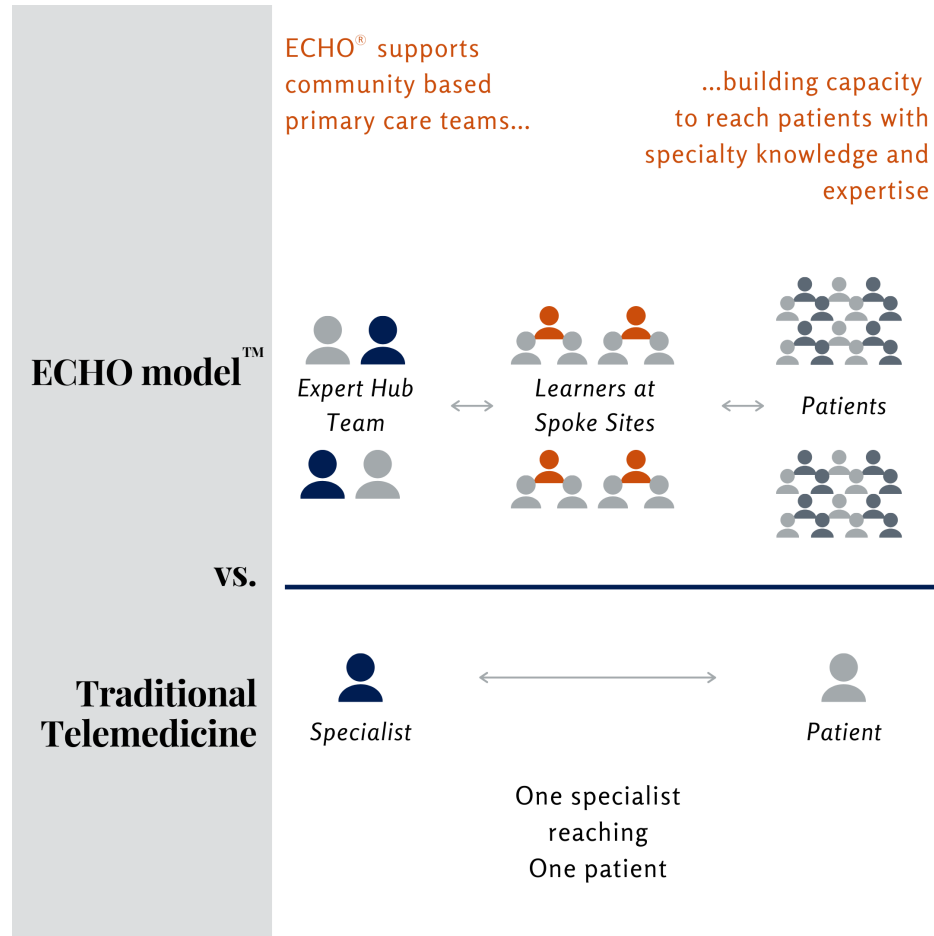 ECHO® supports
community based
primary care teams...
...building capacity
to reach patients with
specialty knowledge and
expertise
ECHO model™
Expert Hub
Team
Learners at
Spoke Sites
Patients
vs.
Traditional
Telemedicine
Specialist
Patient
One specialist
reaching
One patient